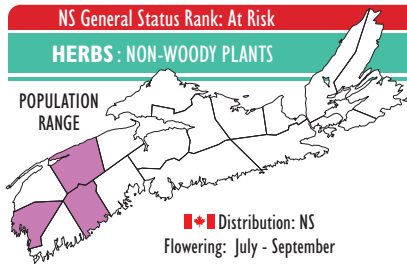 NS General Status Rank: At Risk
HERBS : NON-WOODY PLANTS
POPULATION
RANGE
Distribution: NS
Flowering: July - September